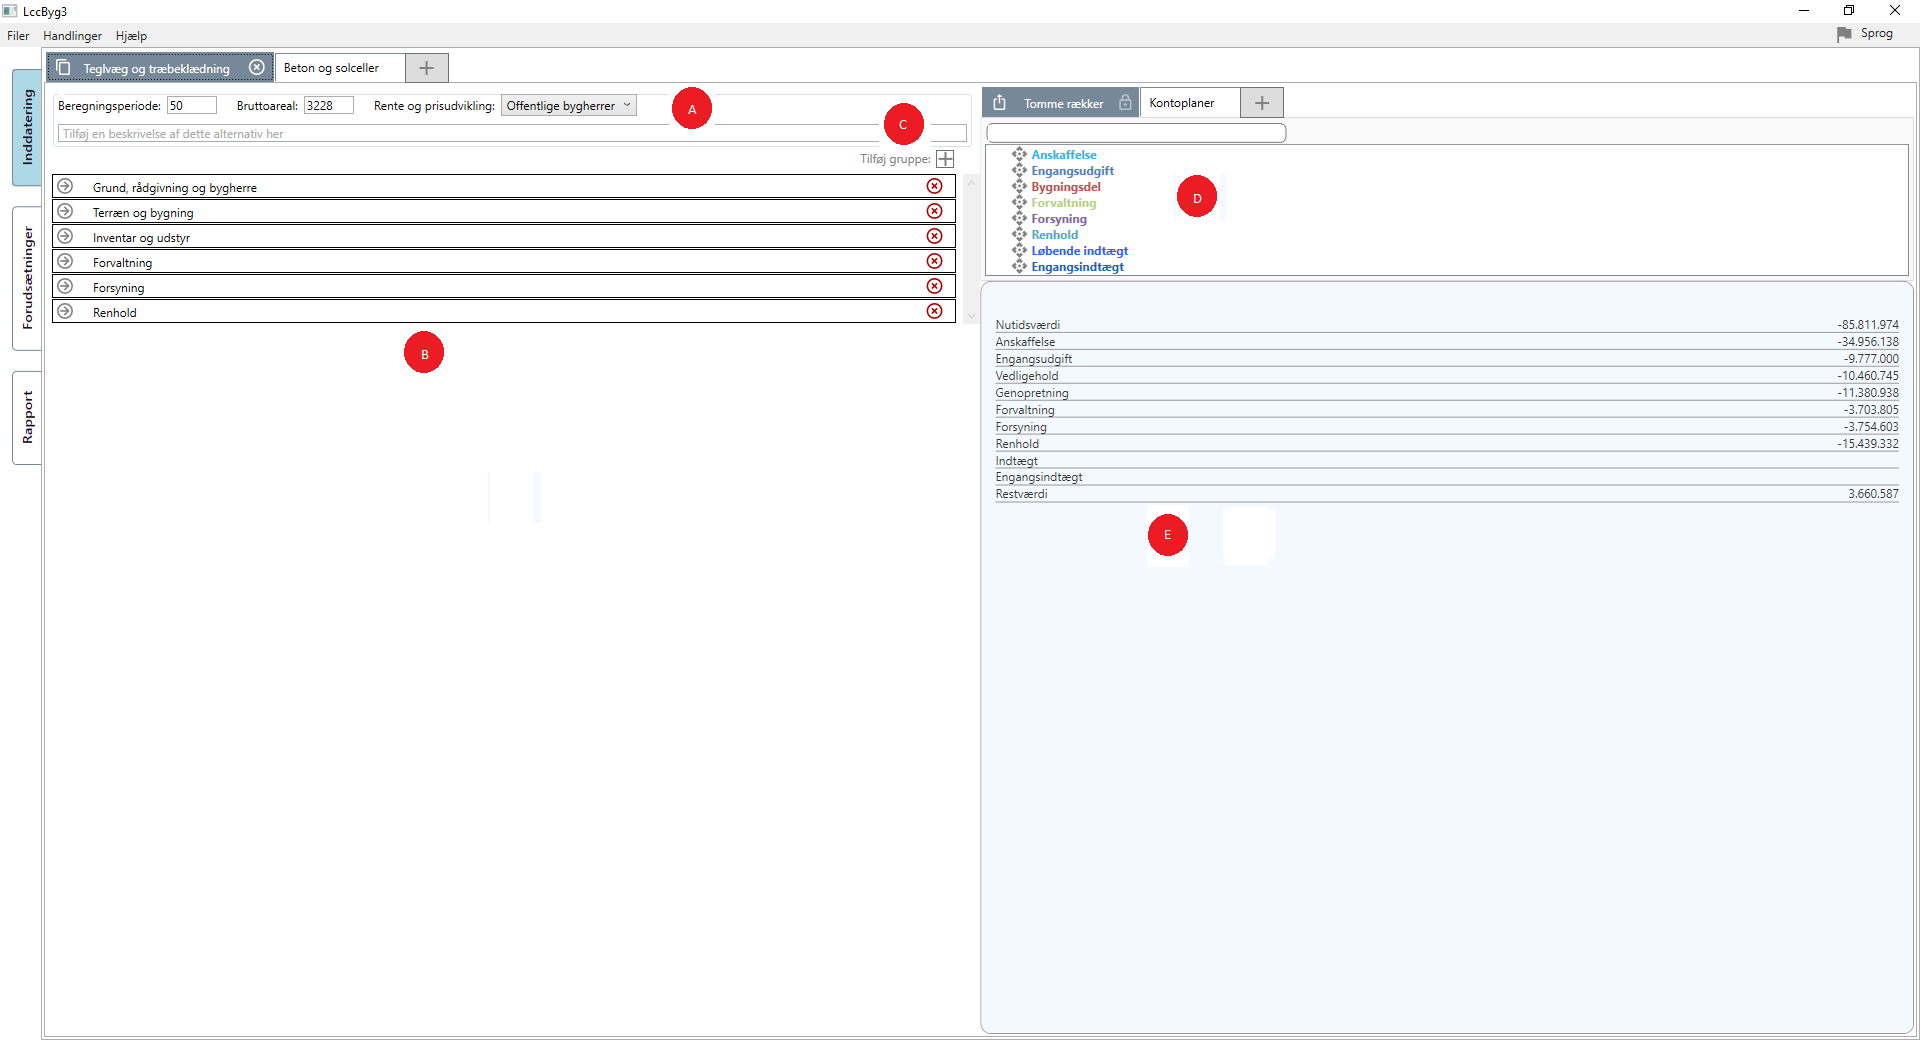 LccByg3
Filer Handlinger Hjælp Sprog
Teglvæg og træbeklædning Beton og solceller
Inddatering
Forudsætninger
Rapport
Beregningsperiode: 50 Bruttoareal: 3228 Rente og prisudvikling: Offentlige bygherrer A
Tilføj en beskrivelse af dette alternativ her C
Tilføj gruppe:
Grund, rådgivning og bygherre
Terræn og bygning
Inventar og udstyr
Forvaltning
Forsyning
Renhold
B
Tomme rækker Kontoplaner
Anskaffelse
Engangsudgift
Bygningsdel
Forvaltning
Forsyning
Renhold
Løbende indtægt
Engangsindtægt
D
Nutidsværdi -85.811.974
Anskaffelse -34.956.138
Engangsudgift -9.777.000
Vedligehold -10.460.745
Genopretning -11.380.938
Forvaltning -3.703.805
Forsyning -3.754.603
Renhold -15.439.332
Indtægt
Engangsindtægt
Restværdi 3.660.587
E